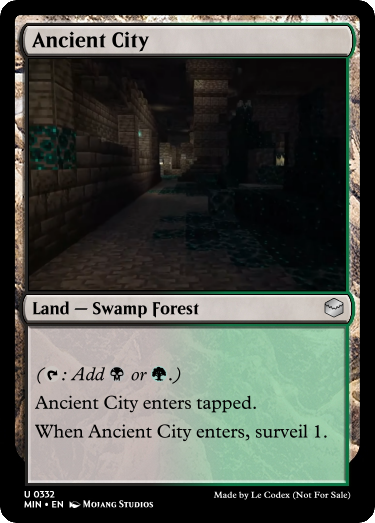 Ancient City
Land — Swamp Forest
(: Add or .)
Ancient City enters tapped.
When Ancient City enters, surveil 1.
U 0332
MIN • EN Mojang Studios
Made by Le Codex (Not For Sale)